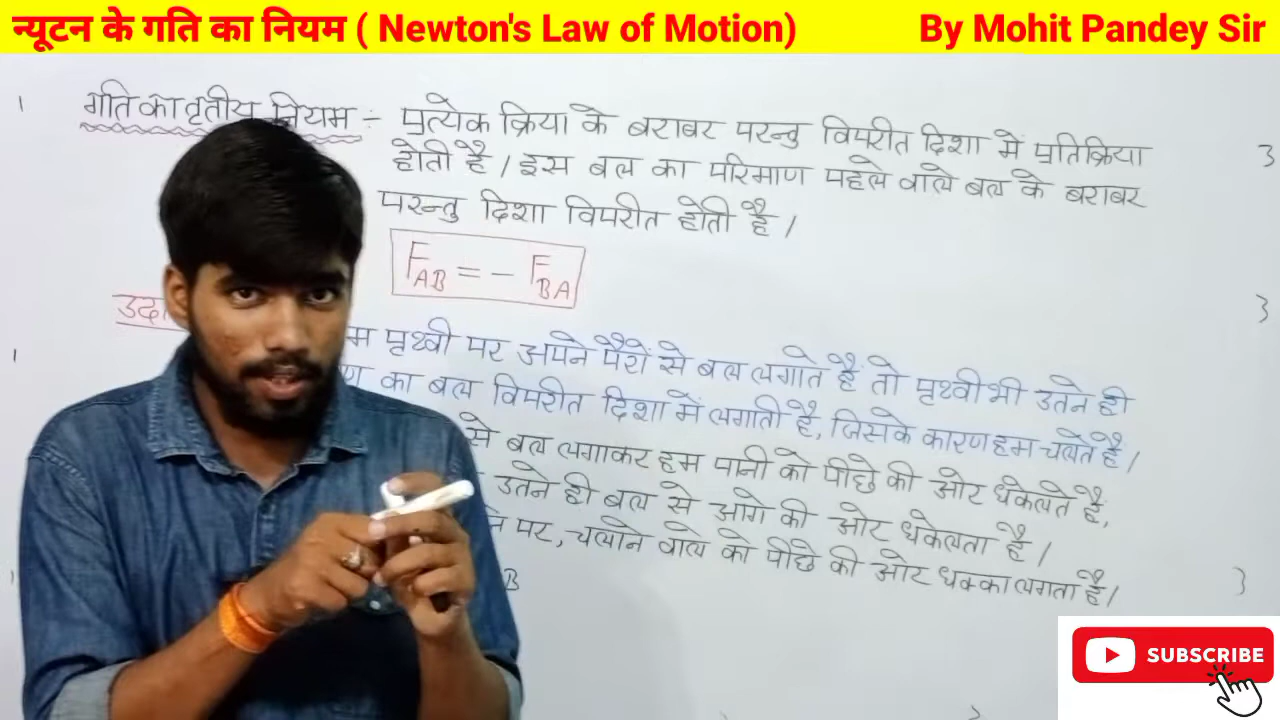 न्यूटन के गति का नियम ( Newton's Law of Motion) By Mohit Pandey Sir
गति का तृतीय नियम :- प्रत्येक क्रिया के बराबर परन्तु विपरीत दिशा में प्रतिक्रिया
होती है। इस बल का परिमाण पहले वाले बल के बराबर
परन्तु दिशा विपरीत होती है।
F_AB = - F_BA
पृथ्वी पर अपने पैरों से बल लगाते हैं तो पृथ्वी भी उतने ही
का बल विपरीत दिशा में लगाती है, जिसके कारण हम चलते हैं।
से बल लगाकर हम पानी को पीछे की ओर धकेलते हैं,
उतने ही बल से आगे की ओर धकेलता है।
पर, चलाने वाले को पीछे की ओर धक्का लगता है।
B
SUBSCRIBE